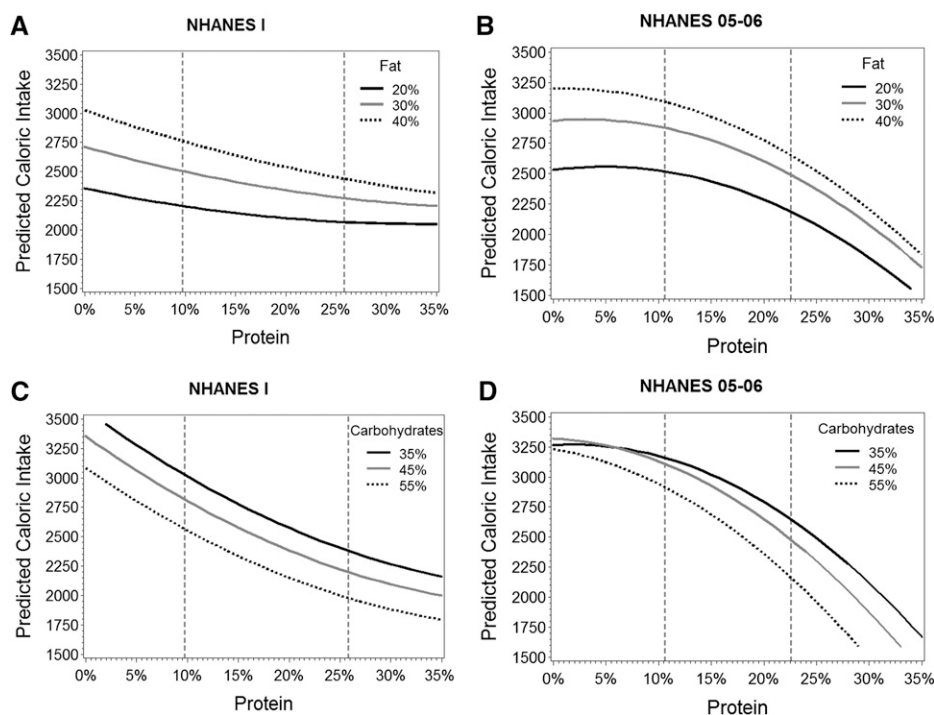 A
NHANES I
Predicted Caloric Intake
3500
3250
3000
2750
2500
2250
2000
1750
1500
Fat
20%
30%
40%
0% 5% 10% 15% 20% 25% 30% 35%
Protein
B
NHANES 05-06
Predicted Caloric Intake
3500
3250
3000
2750
2500
2250
2000
1750
1500
Fat
20%
30%
40%
0% 5% 10% 15% 20% 25% 30% 35%
Protein
C
NHANES I
Predicted Caloric Intake
3500
3250
3000
2750
2500
2250
2000
1750
1500
Carbohydrates
35%
45%
55%
0% 5% 10% 15% 20% 25% 30% 35%
Protein
D
NHANES 05-06
Predicted Caloric Intake
3500
3250
3000
2750
2500
2250
2000
1750
1500
Carbohydrates
35%
45%
55%
0% 5% 10% 15% 20% 25% 30% 35%
Protein